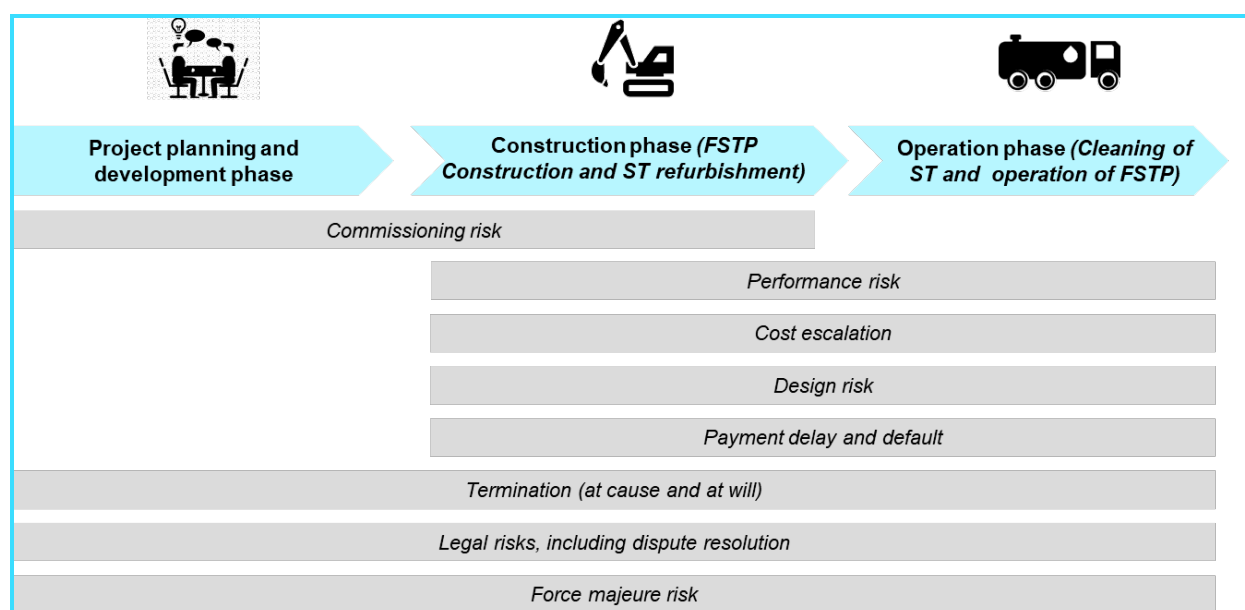 Project planning and
development phase
Construction phase (FSTP
Construction and ST refurbishment)
Operation phase (Cleaning of
ST and operation of FSTP)
Commissioning risk
Performance risk
Cost escalation
Design risk
Payment delay and default
Termination (at cause and at will)
Legal risks, including dispute resolution
Force majeure risk